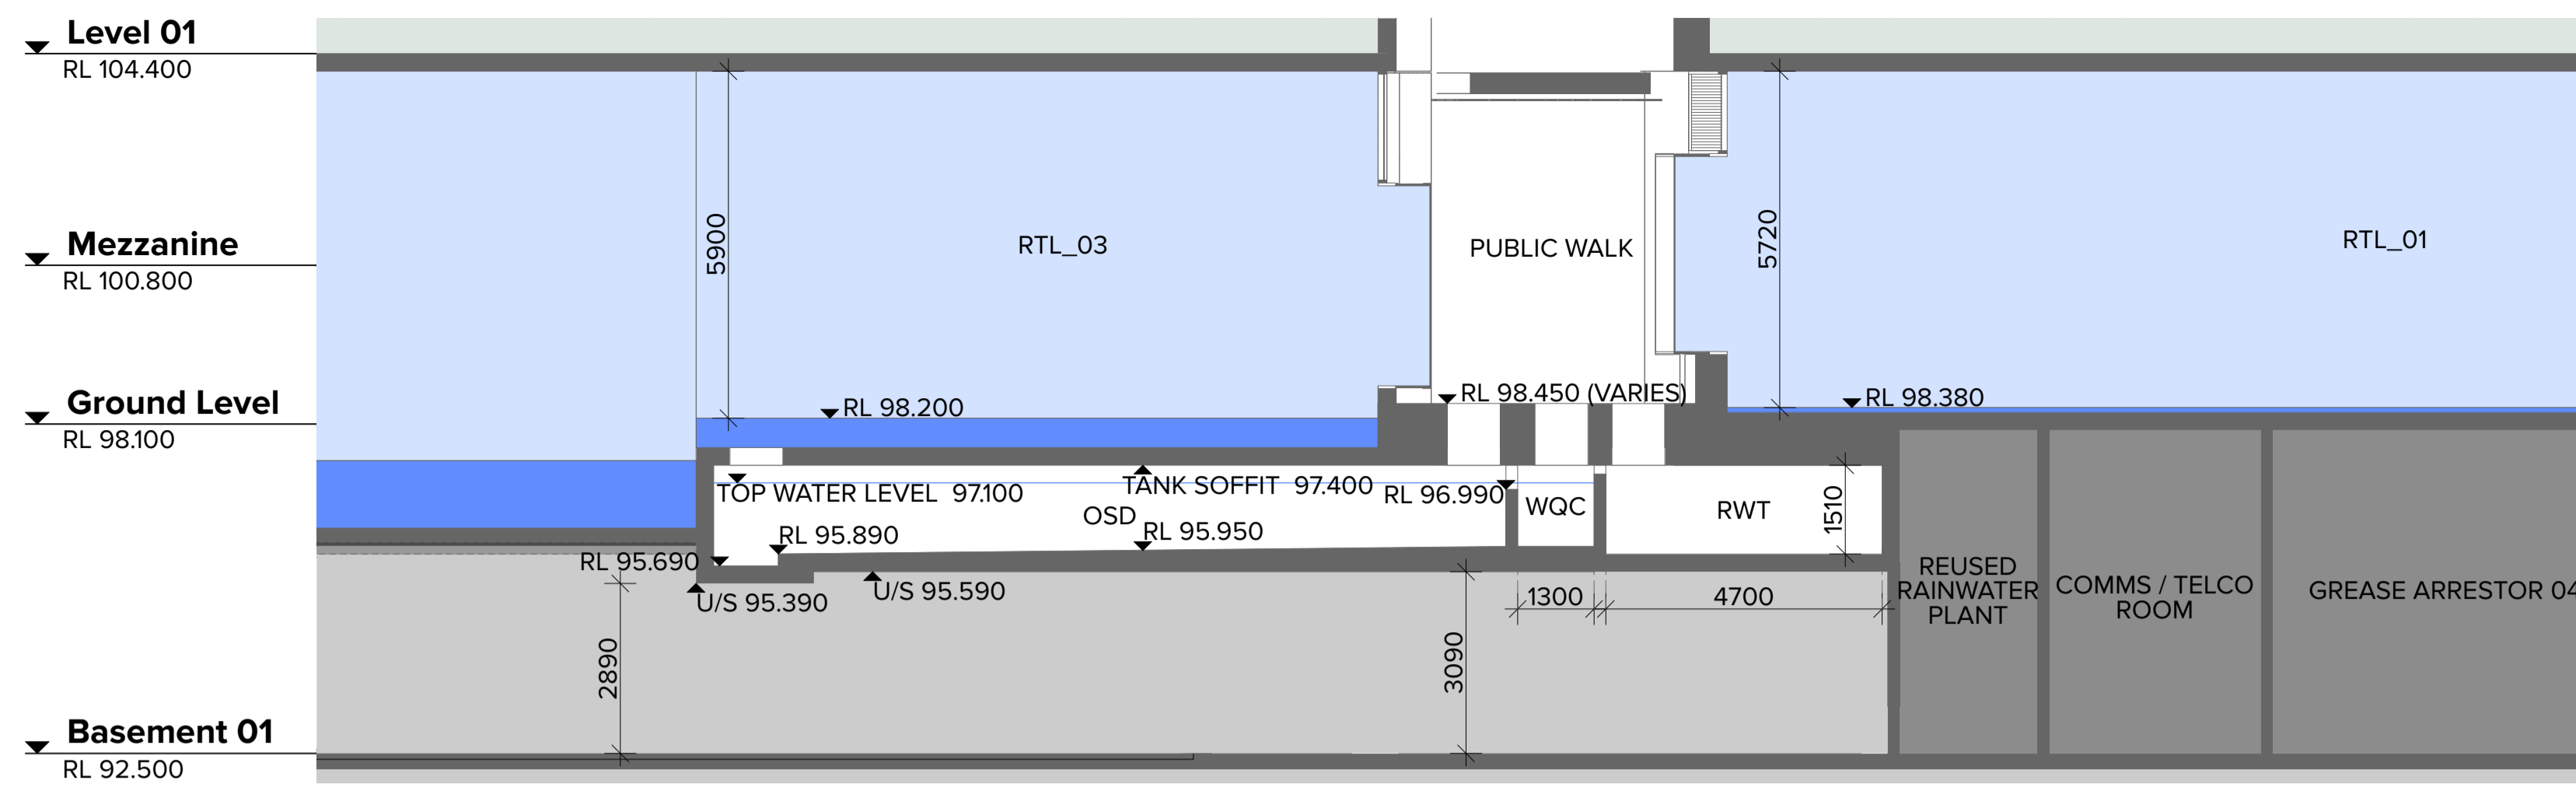 Level 01
RL 104.400
Mezzanine
RL 100.800
Ground Level
RL 98.100
Basement 01
RL 92.500
5900
RTL_03
PUBLIC WALK
5720
RTL_01
RL 98.200
RL 98.450 (VARIES)
RL 98.380
TOP WATER LEVEL 97.100
TANK SOFFIT 97.400
RL 96.990
WQC
RWT
1510
OSD
RL 95.890
RL 95.950
RL 95.690
U/S 95.390
U/S 95.590
1300
4700
2890
3090
REUSED
RAINWATER
PLANT
COMMS / TELCO
ROOM
GREASE ARRESTOR 04